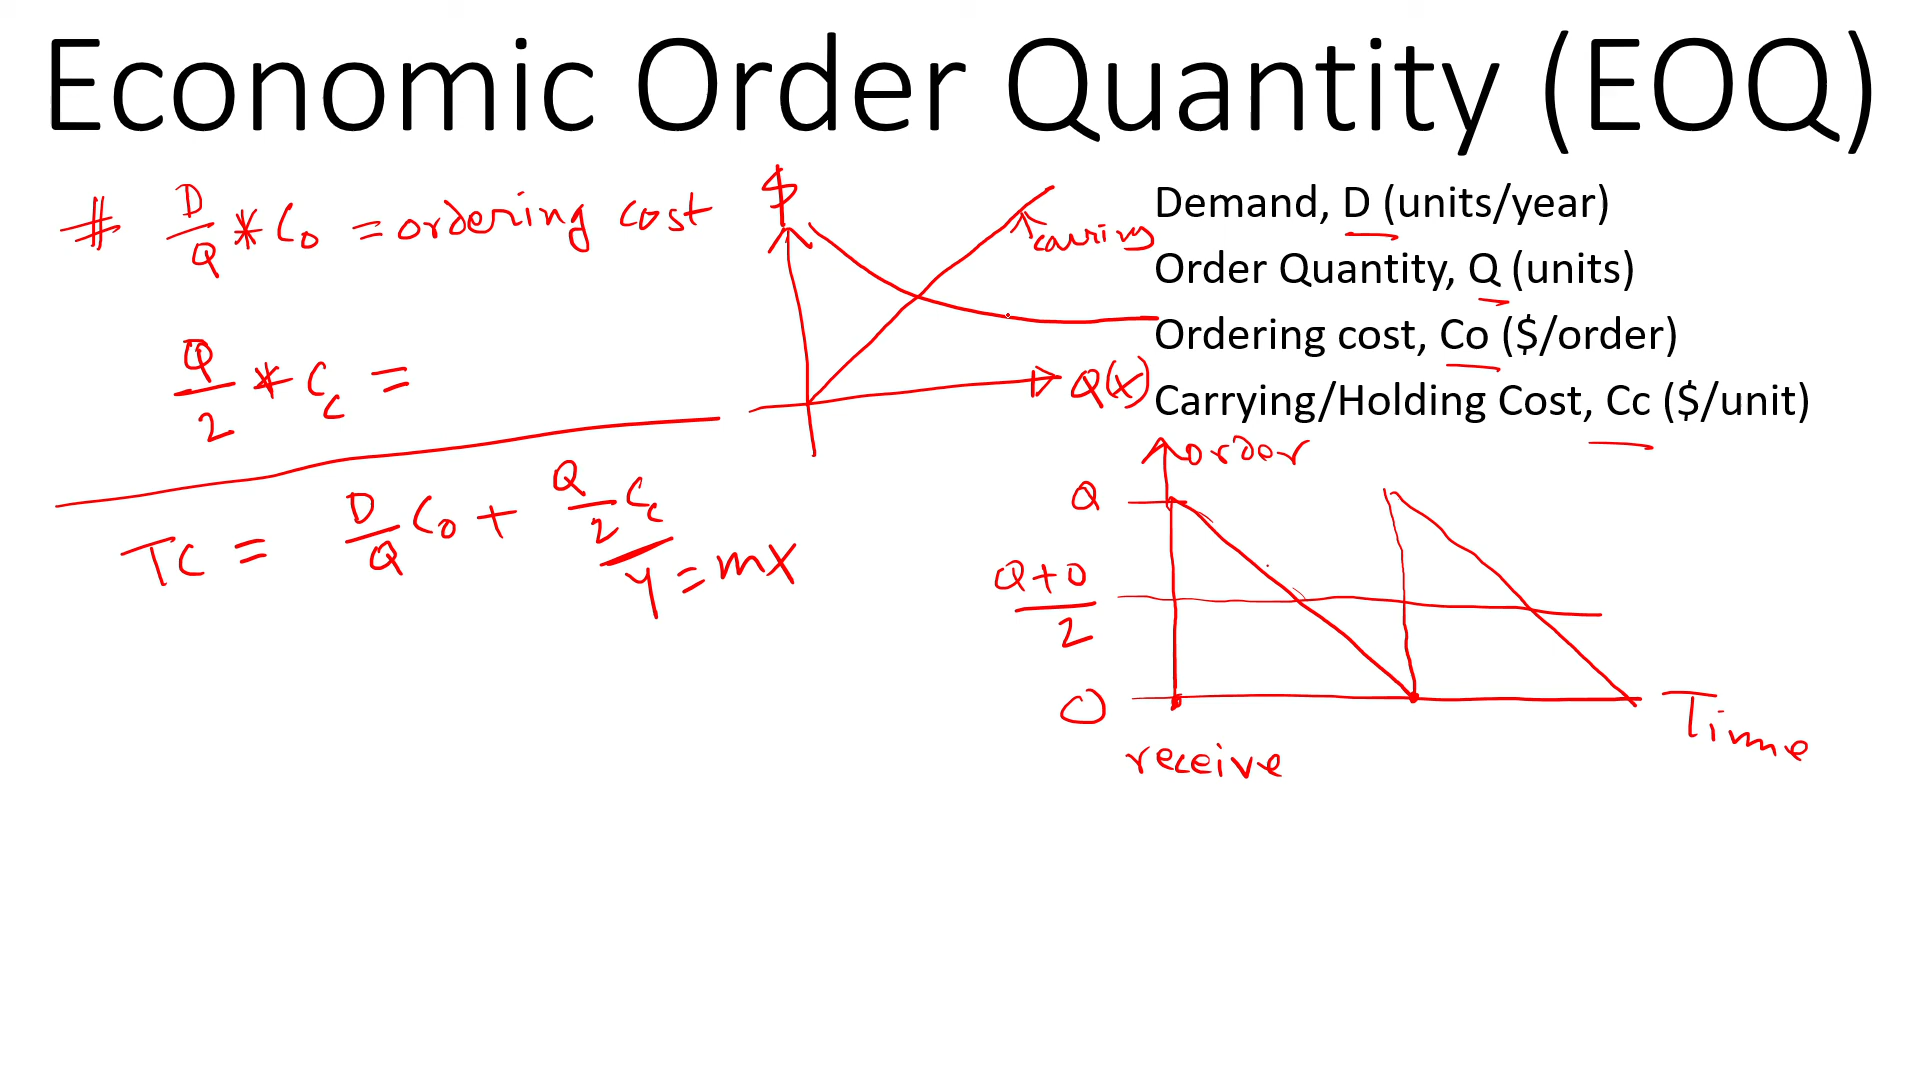 Economic Order Quantity (EOQ)
# D/Q * Co = ordering cost
Q/2 * Cc =
TC = D/Q Co + Q/2 Cc
Y = mX
$
carring
Q(x)
Demand, D (units/year)
Order Quantity, Q (units)
Ordering cost, Co ($/order)
Carrying/Holding Cost, Cc ($/unit)
order
Q
Q+0/2
0
Time
receive